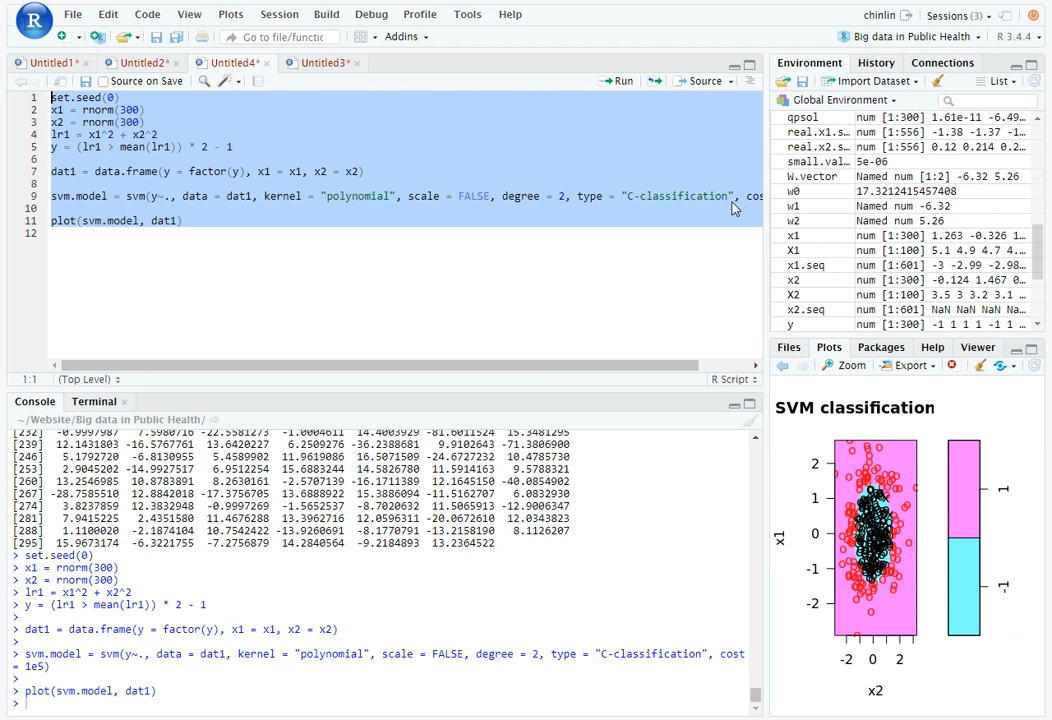 R File Edit Code View Plots Session Build Debug Profile Tools Help chinlin Sessions (3)
Go to file/functic Addins Big data in Public Health R 3.4.4
Untitled1* Untitled2* Untitled4* Untitled3*
Source on Save Run Source
1 set.seed(0)
2 x1 = rnorm(300)
3 x2 = rnorm(300)
4 lr1 = x1^2 + x2^2
5 y = (lr1 > mean(lr1)) * 2 - 1
6
7 dat1 = data.frame(y = factor(y), x1 = x1, x2 = x2)
8
9 svm.model = svm(y~., data = dat1, kernel = "polynomial", scale = FALSE, degree = 2, type = "C-classification", cos
10
11 plot(svm.model, dat1)
12
1:1 (Top Level) R Script
Console Terminal
~/Website/Big data in Public Health/
[232] -0.9997987 7.5980716 -22.5581273 -1.0004611 14.4003929 -81.6011524 15.3481295
[239] 12.1431803 -16.5767761 13.6420227 6.2509276 -36.2388681 9.9102643 -71.3806900
[246] 5.1792720 -6.8130955 5.4589902 11.9619086 16.5071509 -24.6727232 10.4785730
[253] 2.9045202 -14.9927517 6.9512254 15.6883244 14.5826780 11.5914163 9.5788321
[260] 13.2546985 10.8783891 8.2630161 -2.5707139 -16.1711389 12.1645150 -40.0854902
[267] -28.7585510 12.8842018 -17.3756705 13.6888922 15.3886094 -11.5162707 6.0832930
[274] 3.8237859 12.3832948 -0.9997269 -1.5652537 -8.7020632 11.5065913 -12.9006347
[281] 7.9415225 2.4351580 11.4676288 13.3962716 12.0596311 -20.0672610 12.0343823
[288] 1.1100020 -2.1874104 10.7542422 -13.9260691 -8.1770791 -13.2158190 8.1126207
[295] 15.9673174 -6.3221755 -7.2756879 14.2840564 -9.2184893 13.2364522
> set.seed(0)
> x1 = rnorm(300)
> x2 = rnorm(300)
> lr1 = x1^2 + x2^2
> y = (lr1 > mean(lr1)) * 2 - 1
>
> dat1 = data.frame(y = factor(y), x1 = x1, x2 = x2)
>
> svm.model = svm(y~., data = dat1, kernel = "polynomial", scale = FALSE, degree = 2, type = "C-classification", cost
= 1e5)
>
> plot(svm.model, dat1)
>
Environment History Connections
Import Dataset List
Global Environment
qpsol num [1:300] 1.61e-11 -6.49…
real.x1.s… num [1:556] -1.38 -1.37 -1…
real.x2.s… num [1:556] 0.12 0.214 0.2…
small.val… 5e-06
W.vector Named num [1:2] -6.32 5.26
w0 17.3212415457408
w1 Named num -6.32
w2 Named num 5.26
x1 num [1:300] 1.263 -0.326 1…
X1 num [1:100] 5.1 4.9 4.7 4…
x1.seq num [1:601] -3 -2.99 -2.98…
x2 num [1:300] -0.124 1.467 0…
X2 num [1:100] 3.5 3 3.2 3.1 …
x2.seq num [1:601] NaN NaN NaN Na…
y num [1:300] -1 1 1 1 -1 1 …
Files Plots Packages Help Viewer
Zoom Export
SVM classification
2
1
0
-1
-2
x1
-2 0 2
x2
1
-1